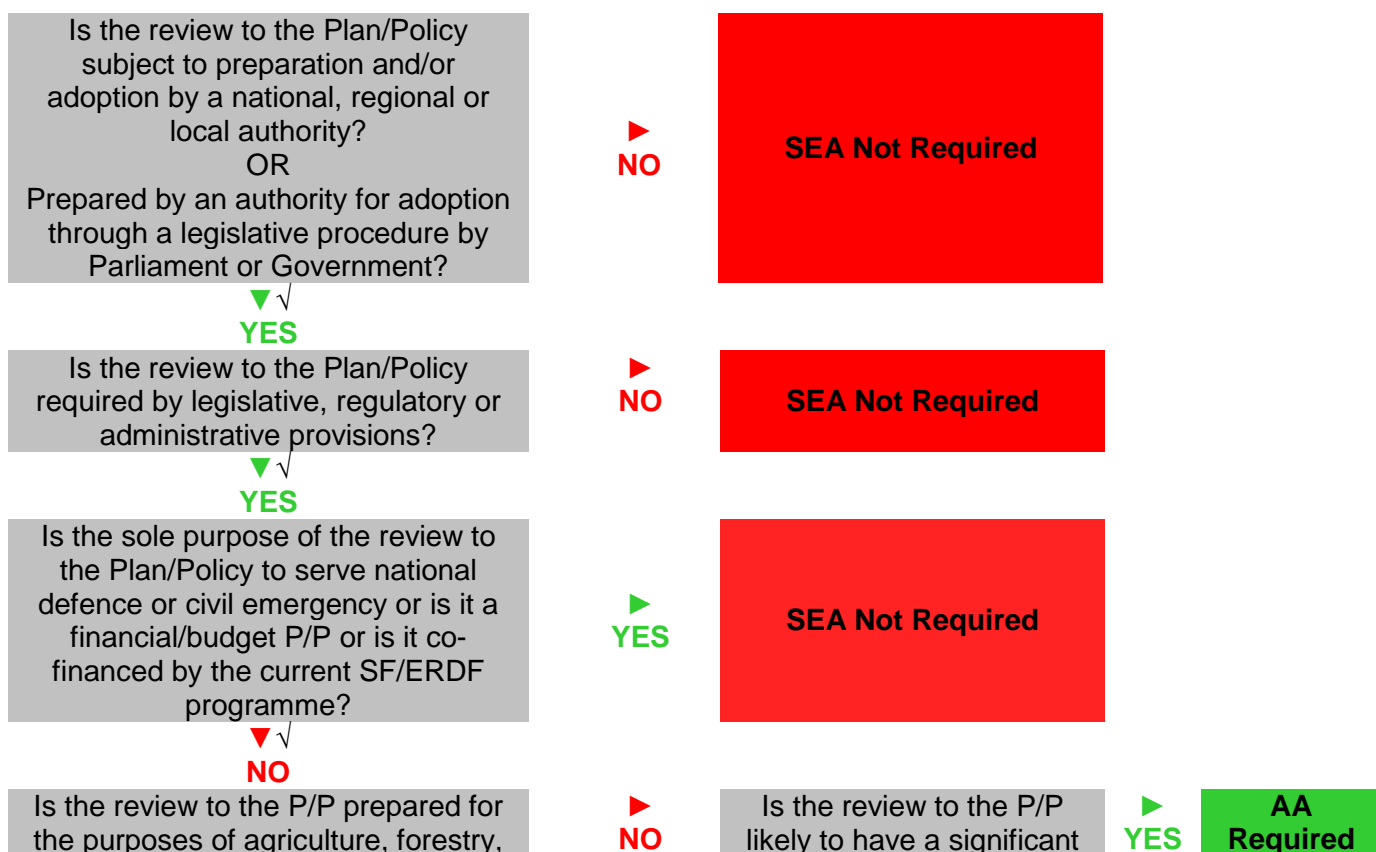 Is the review to the Plan/Policy
subject to preparation and/or
adoption by a national, regional or
local authority?
OR
Prepared by an authority for adoption
through a legislative procedure by
Parliament or Government?
►
NO
SEA Not Required
▼ √
YES
Is the review to the Plan/Policy
required by legislative, regulatory or
administrative provisions?
►
NO
SEA Not Required
▼ √
YES
Is the sole purpose of the review to
the Plan/Policy to serve national
defence or civil emergency or is it a
financial/budget P/P or is it co-
financed by the current SF/ERDF
programme?
►
YES
SEA Not Required
▼ √
NO
Is the review to the P/P prepared for
the purposes of agriculture, forestry,
►
NO
Is the review to the P/P
likely to have a significant
►
YES
AA
Required